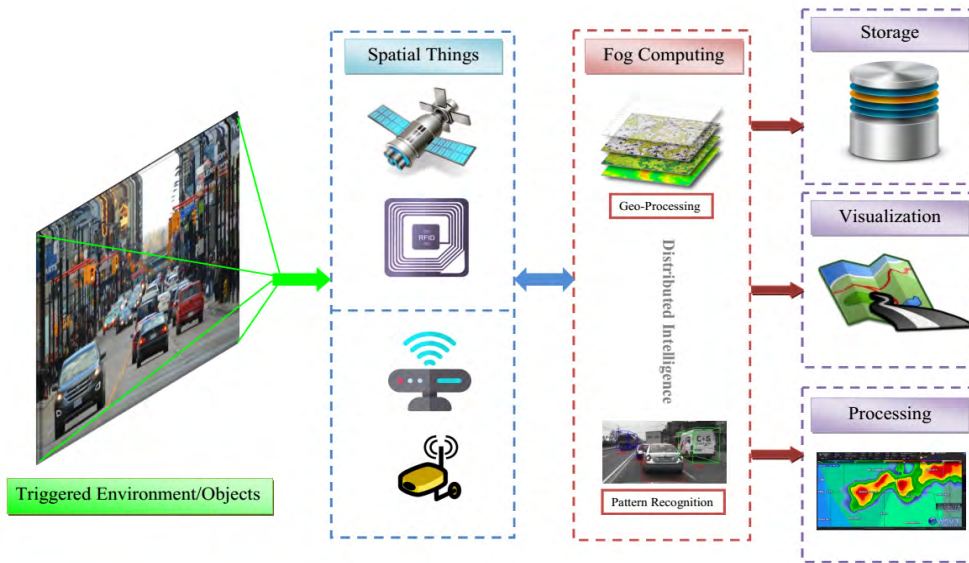 Triggered Environment/Objects
Spatial Things
RFID
Fog Computing
Geo-Processing
Distributed Intelligence
C+S
Pattern Recognition
Storage
Visualization
Processing